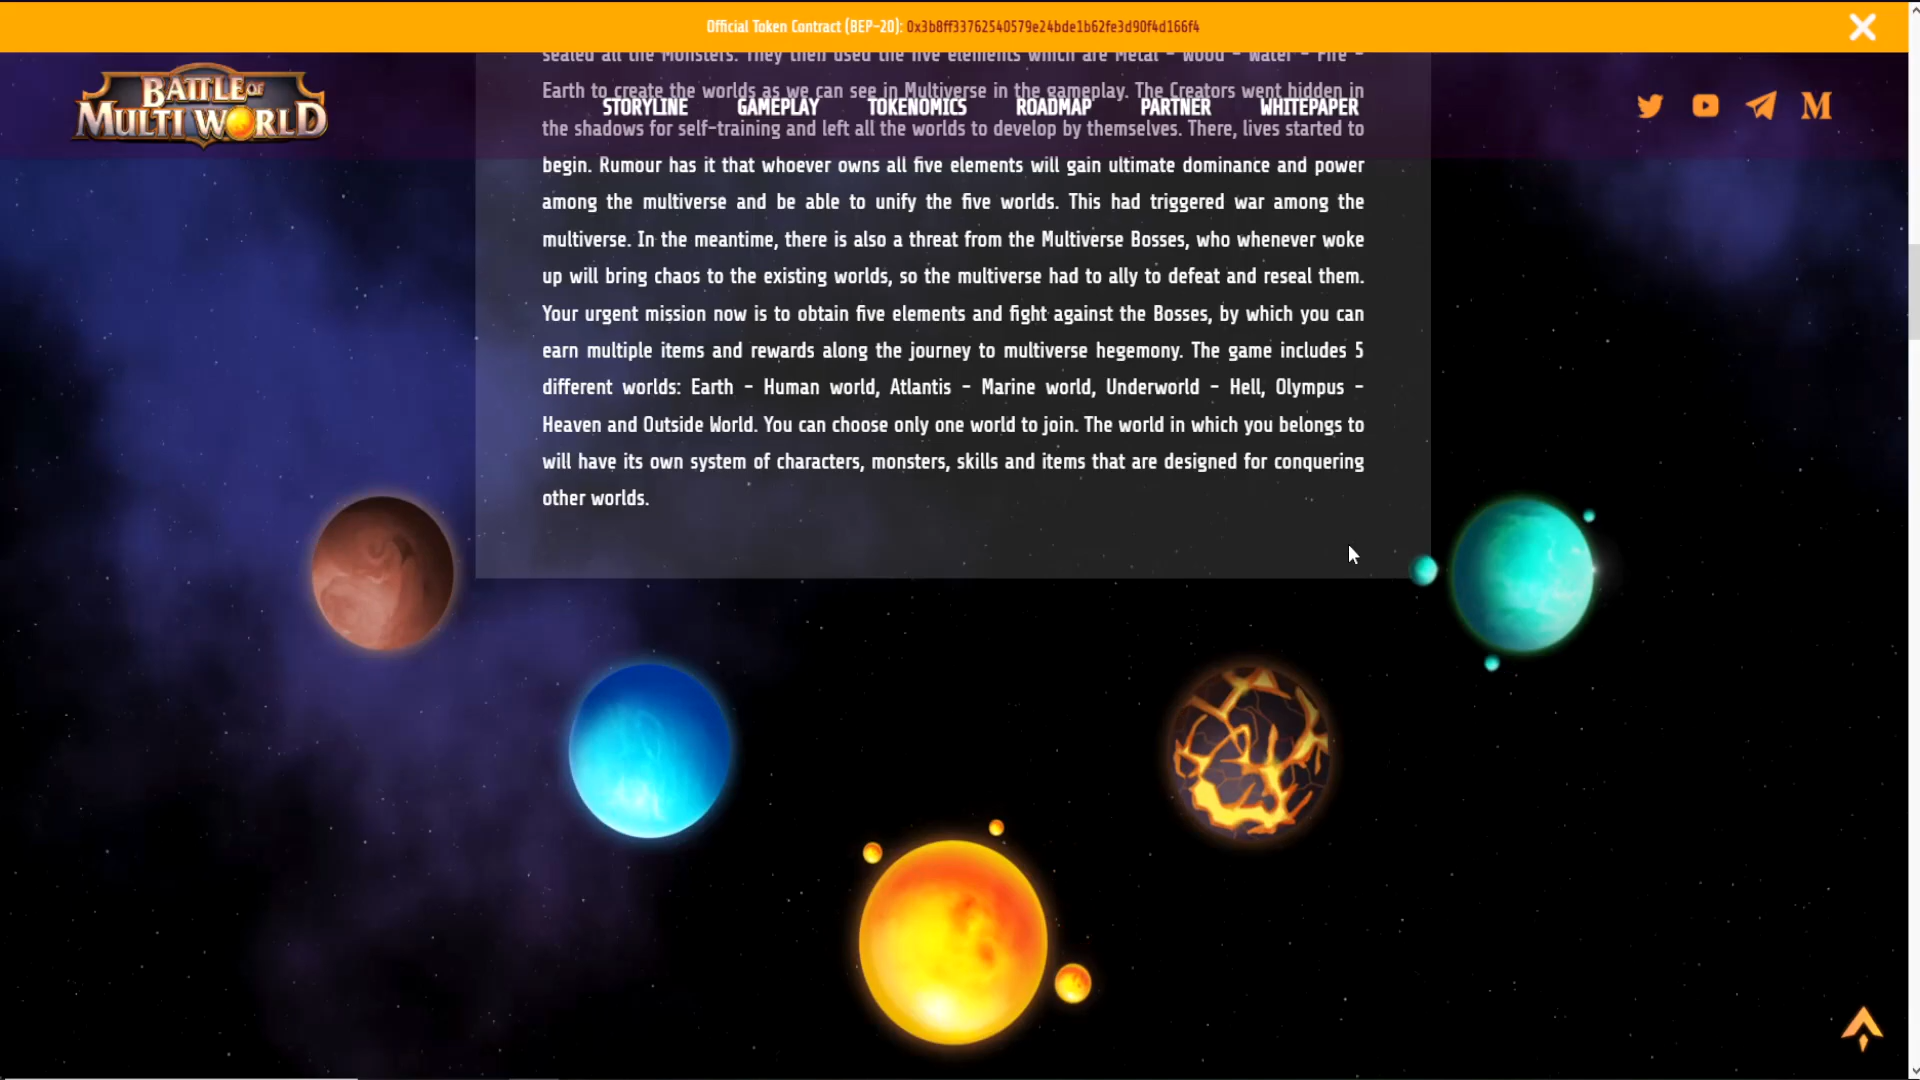 Official Token Contract (BEP-20): 0x3b8ff33762540579e24bde1b62fe3d90f4d166f4
sealed all the Monsters. They then used the five elements which are Metal - Wood - Water - Fire -
BATTLE OF
MULTI WORLD
Earth to create the worlds as we can see in Multiverse in the gameplay. The Creators went hidden in
STORYLINE GAMEPLAY TOKENOMICS ROADMAP PARTNER WHITEPAPER
the shadows for self-training and left all the worlds to develop by themselves. There, lives started to
begin. Rumour has it that whoever owns all five elements will gain ultimate dominance and power
among the multiverse and be able to unify the five worlds. This had triggered war among the
multiverse. In the meantime, there is also a threat from the Multiverse Bosses, who whenever woke
up will bring chaos to the existing worlds, so the multiverse had to ally to defeat and reseal them.
Your urgent mission now is to obtain five elements and fight against the Bosses, by which you can
earn multiple items and rewards along the journey to multiverse hegemony. The game includes 5
different worlds: Earth - Human world, Atlantis - Marine world, Underworld - Hell, Olympus -
Heaven and Outside World. You can choose only one world to join. The world in which you belongs to
will have its own system of characters, monsters, skills and items that are designed for conquering
other worlds.